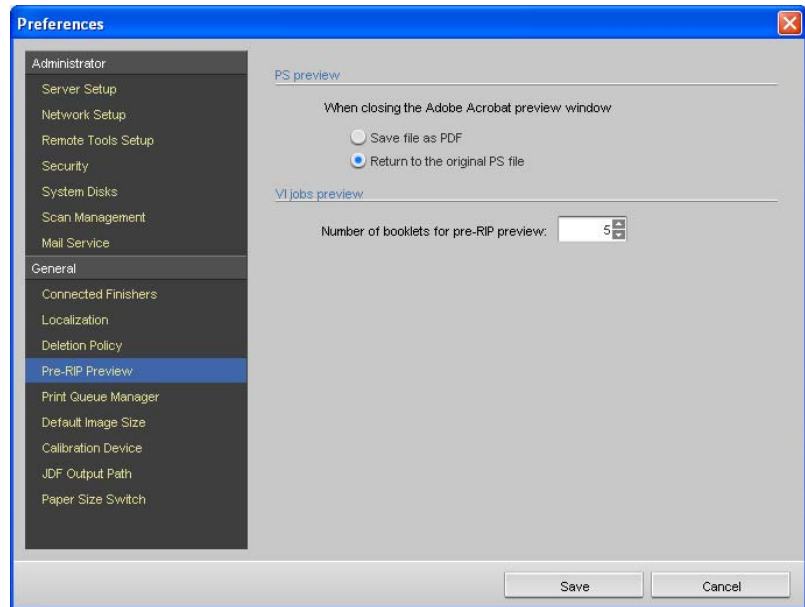 Preferences
Administrator
Server Setup
Network Setup
Remote Tools Setup
Security
System Disks
Scan Management
Mail Service
General
Connected Finishers
Localization
Deletion Policy
Pre-RIP Preview
Print Queue Manager
Default Image Size
Calibration Device
JDF Output Path
Paper Size Switch
PS preview
When closing the Adobe Acrobat preview window
Save file as PDF
Return to the original PS file
VI jobs preview
Number of booklets for pre-RIP preview: 5
Save Cancel